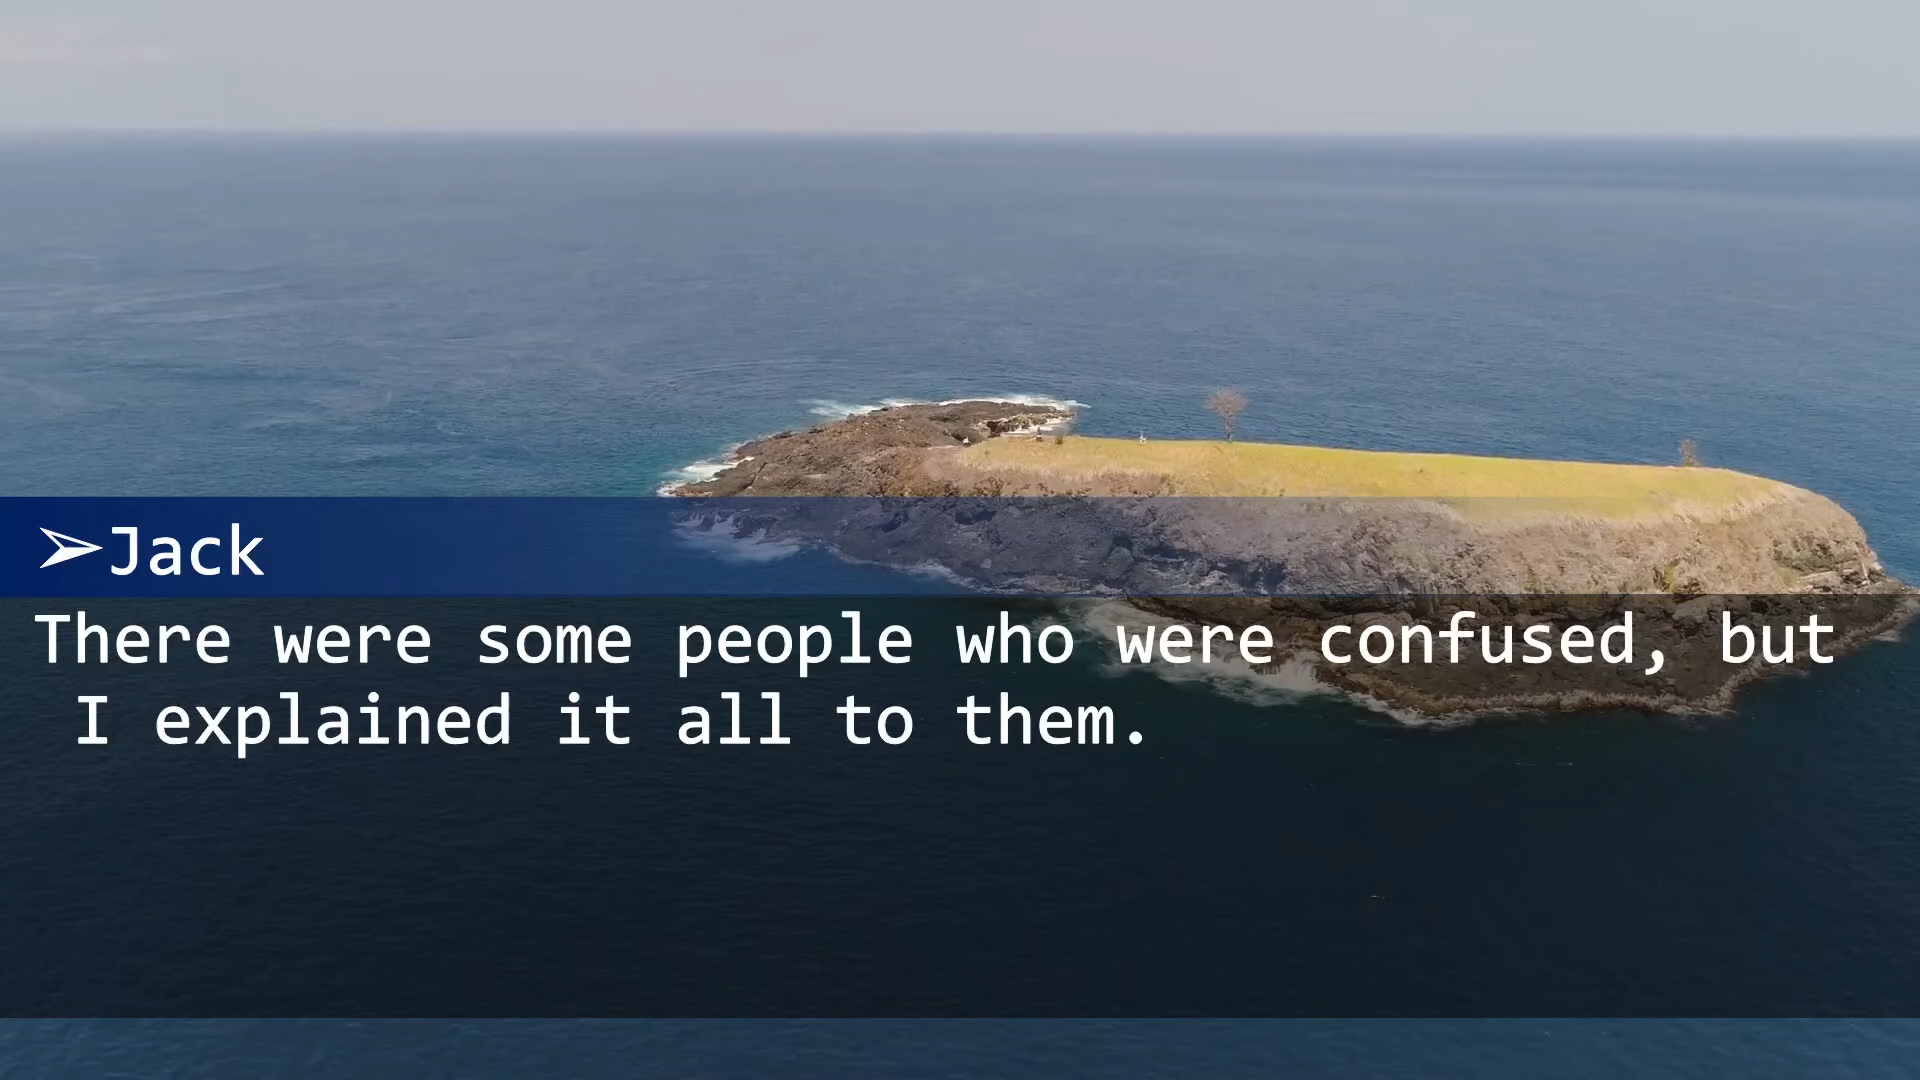 ➢Jack
There were some people who were confused, but
I explained it all to them.